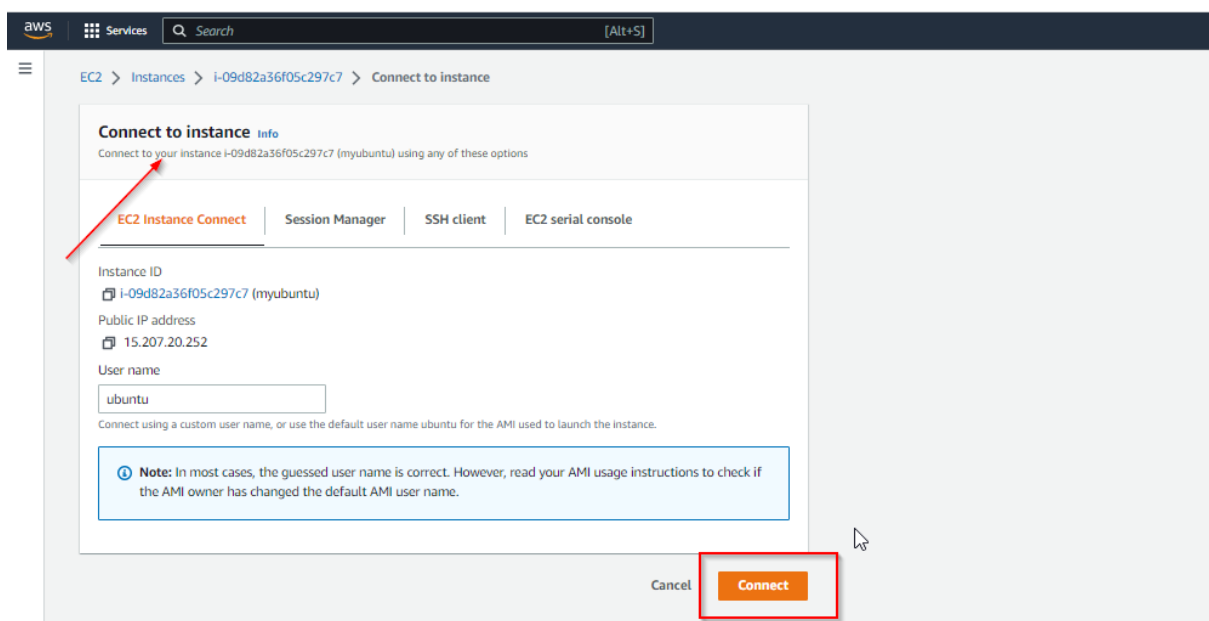 aws Services Search [Alt+S]
EC2 > Instances > i-09d82a36f05c297c7 > Connect to instance
Connect to instance Info
Connect to your instance i-09d82a36f05c297c7 (myubuntu) using any of these options
EC2 Instance Connect Session Manager SSH client EC2 serial console
Instance ID
i-09d82a36f05c297c7 (myubuntu)
Public IP address
15.207.20.252
User name
ubuntu
Connect using a custom user name, or use the default user name ubuntu for the AMI used to launch the instance.
Note: In most cases, the guessed user name is correct. However, read your AMI usage instructions to check if
the AMI owner has changed the default AMI user name.
Cancel Connect